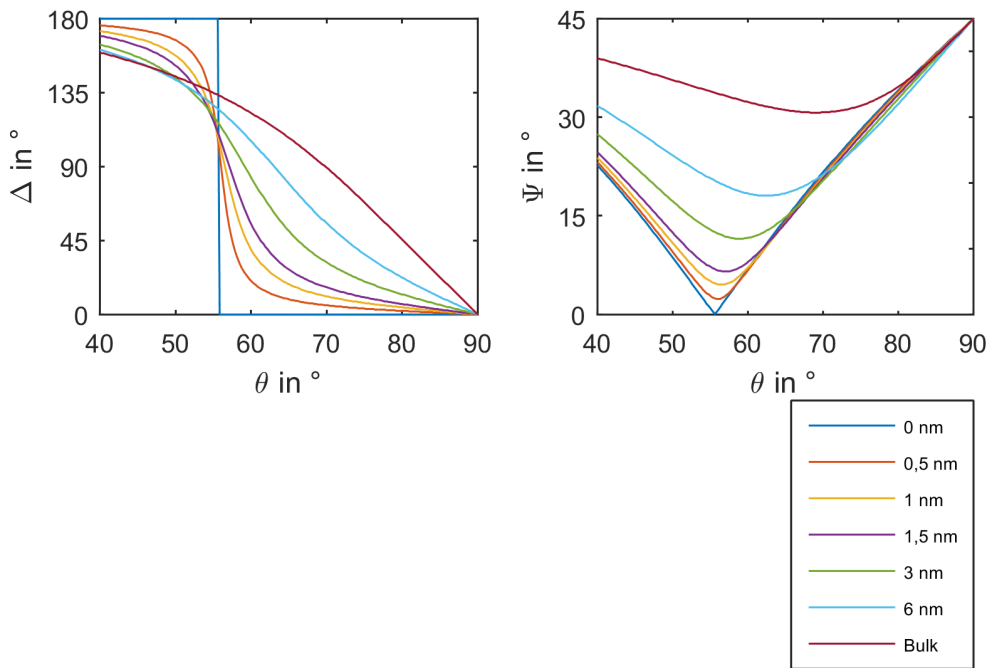 180
135
90
45
0
Δ in °
40 50 60 70 80 90
θ in °
45
30
15
0
Ψ in °
40 50 60 70 80 90
θ in °
0 nm
0,5 nm
1 nm
1,5 nm
3 nm
6 nm
Bulk